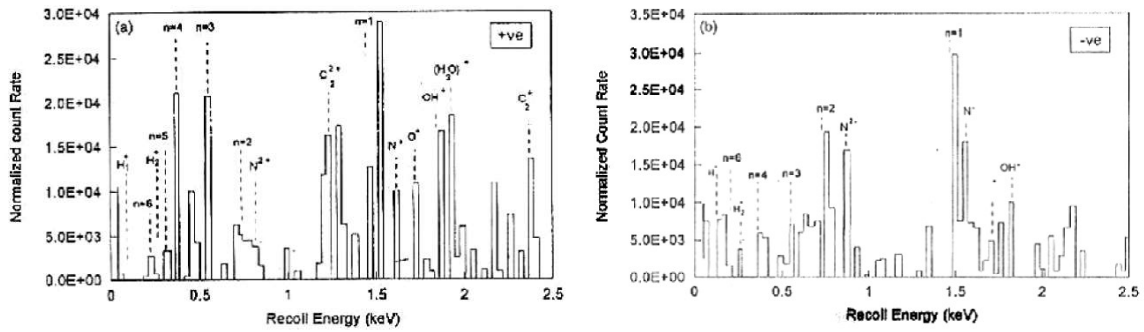 (a)
+ve
n=4
n=3
n=1
C₂²⁺
(H₃O)⁺
OH⁺
C₂⁺
H⁺
H₂⁺
n=5
n=6
n=2
N²⁺
N⁺
O⁺
Normalized count Rate
3.0E+04
2.5E+04
2.0E+04
1.5E+04
1.0E+04
5.0E+03
0.0E+00
0
0.5
1
1.5
2
2.5
Recoil Energy (keV)
(b)
-ve
n=1
n=2
N⁻
n=6
n=4
n=3
Normalized Count Rate
4.0E+04
3.5E+04
3.0E+04
2.5E+04
2.0E+04
1.5E+04
1.0E+04
5.0E+03
0.0E+00
0
0.5
1
1.5
2
2.5
Recoil Energy (keV)